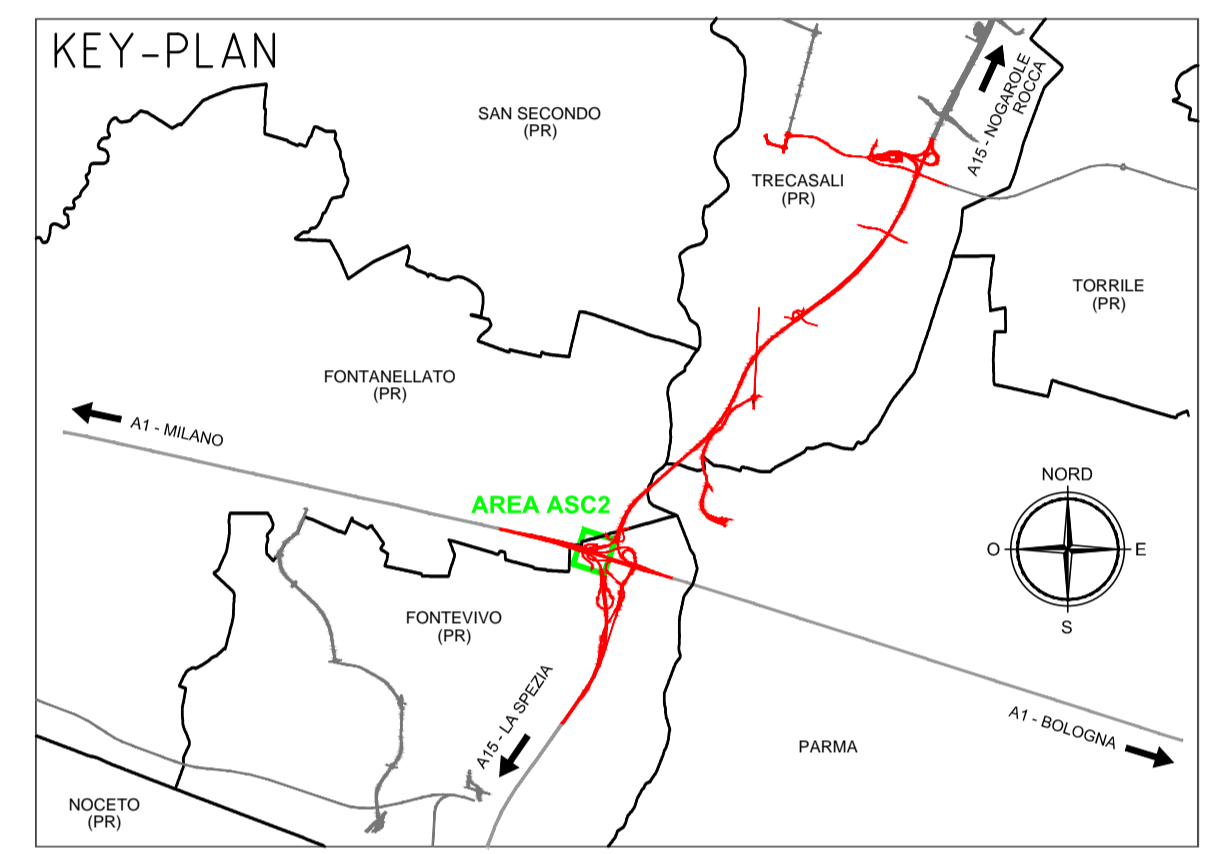 KEY-PLAN
SAN SECONDO
(PR)
A15 - NOGAROLE
ROCCA
TRECASALI
(PR)
TORRILE
(PR)
FONTANELLATO
(PR)
A1 - MILANO
NORD
AREA ASC2
O
E
S
FONTEVIVO
(PR)
A15 - LA SPEZIA
A1 - BOLOGNA
PARMA
NOCETO
(PR)